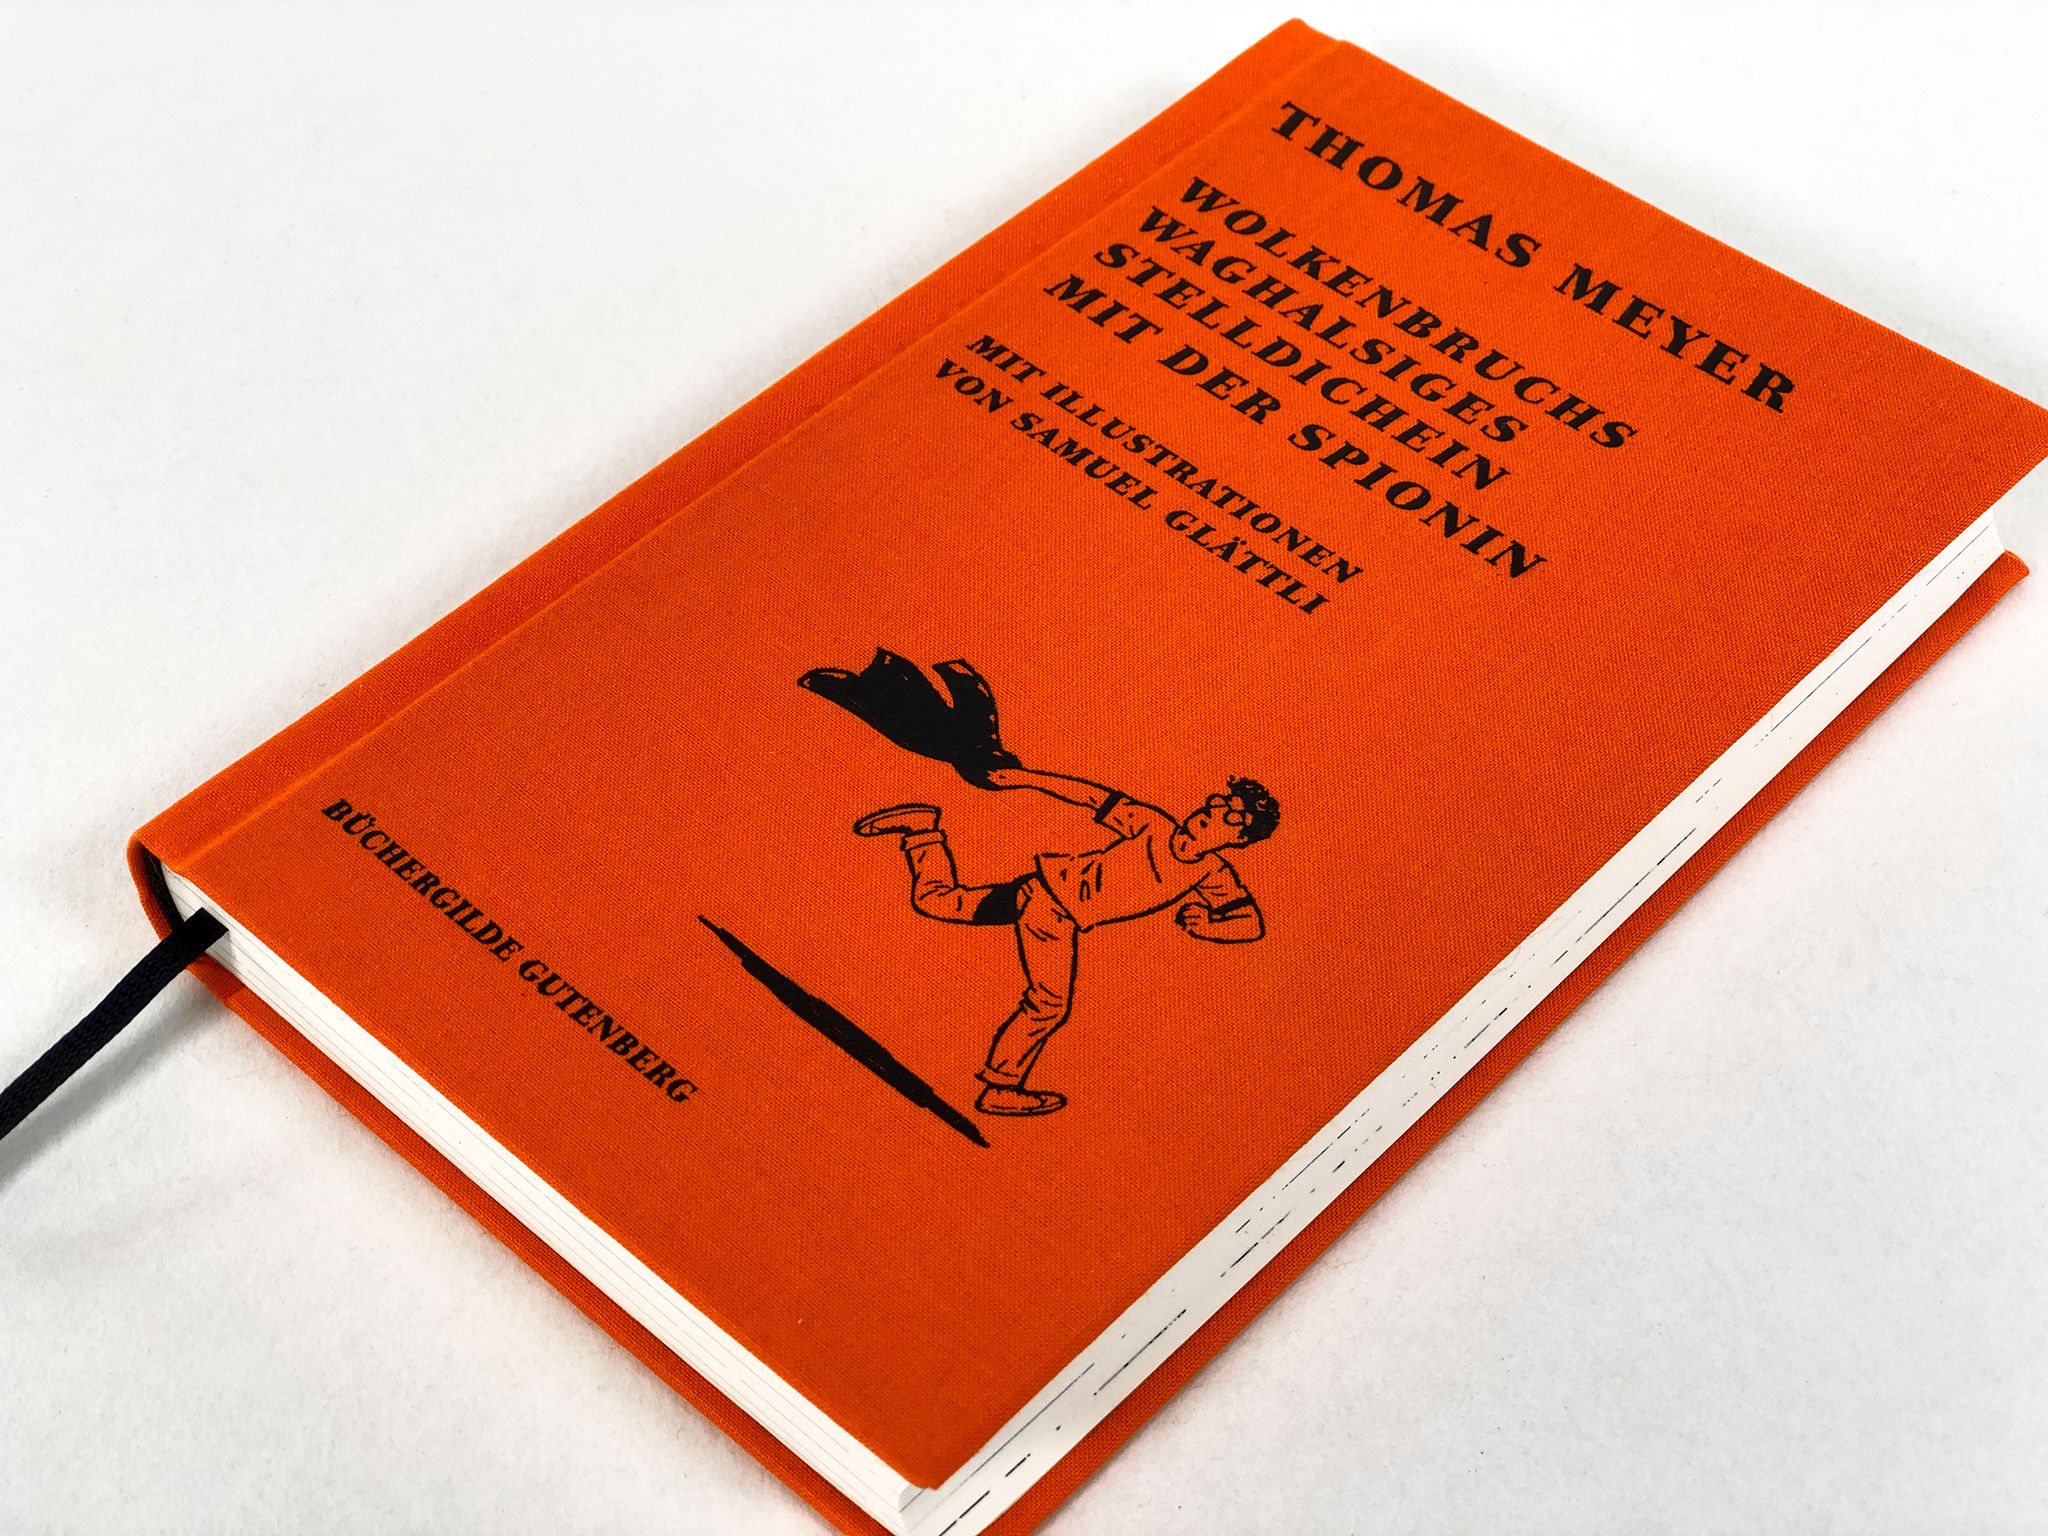 THOMAS MEYER
WOLKENBRUCHS
WAGHALSIGES
STELLDICHEIN
MIT DER SPIONIN
MIT ILLUSTRATIONEN
VON SAMUEL GLÄTTLI
BÜCHERGILDE GUTENBERG